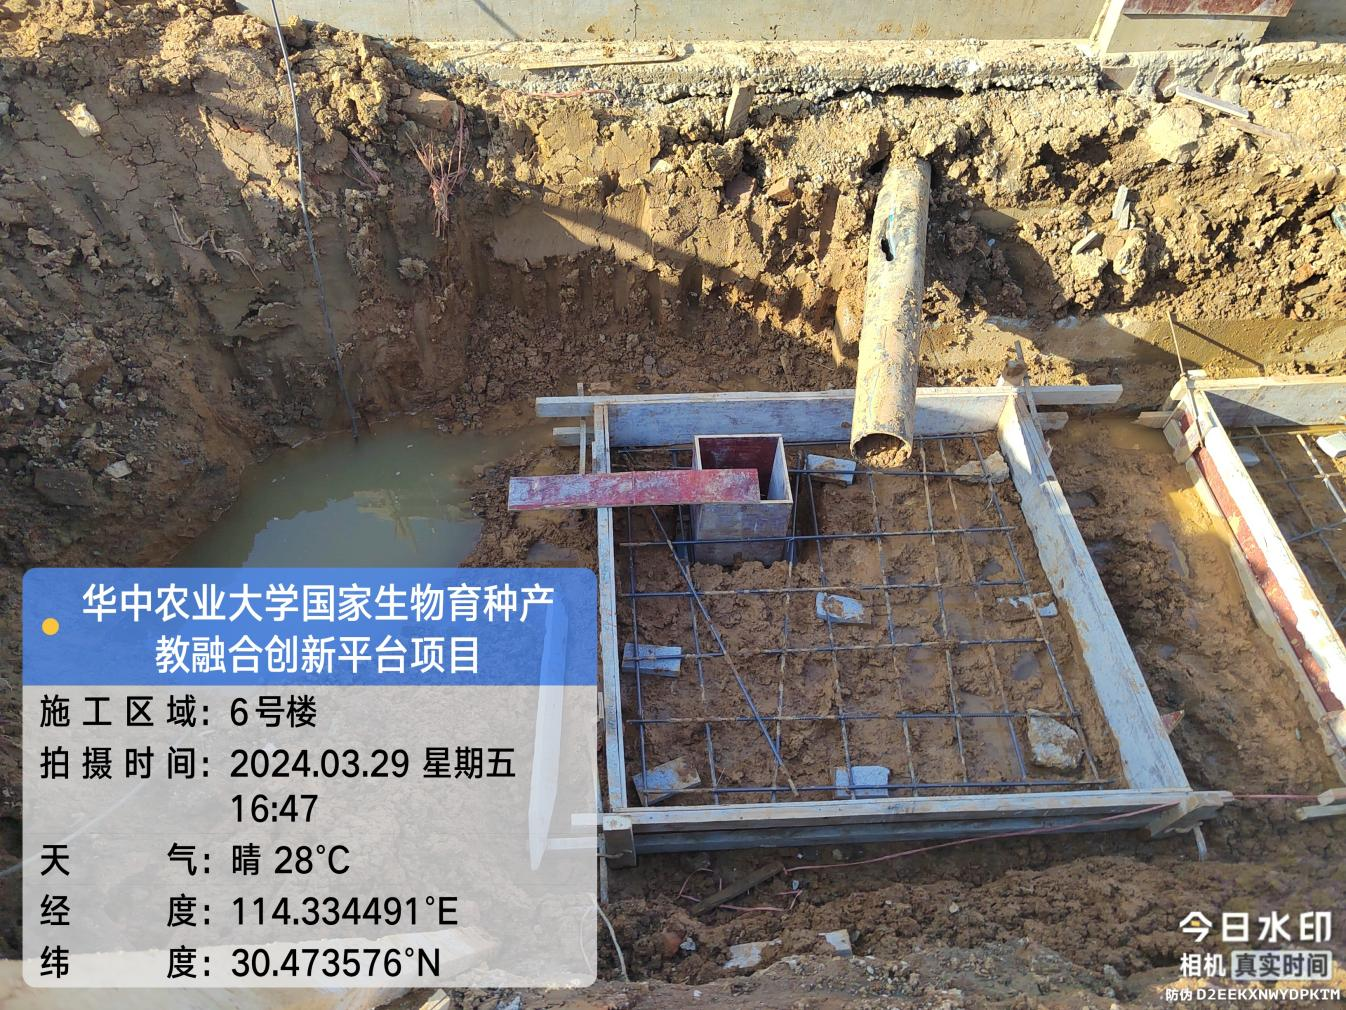 华中农业大学国家生物育种产
教融合创新平台项目
施工区域：6号楼
拍摄时间：2024.03.29 星期五
16:47
天气：晴 28℃
经度：114.334491°E
纬度：30.473576°N
今日水印
相机 真实时间
防伪 D2EEKXNWYDPKTM